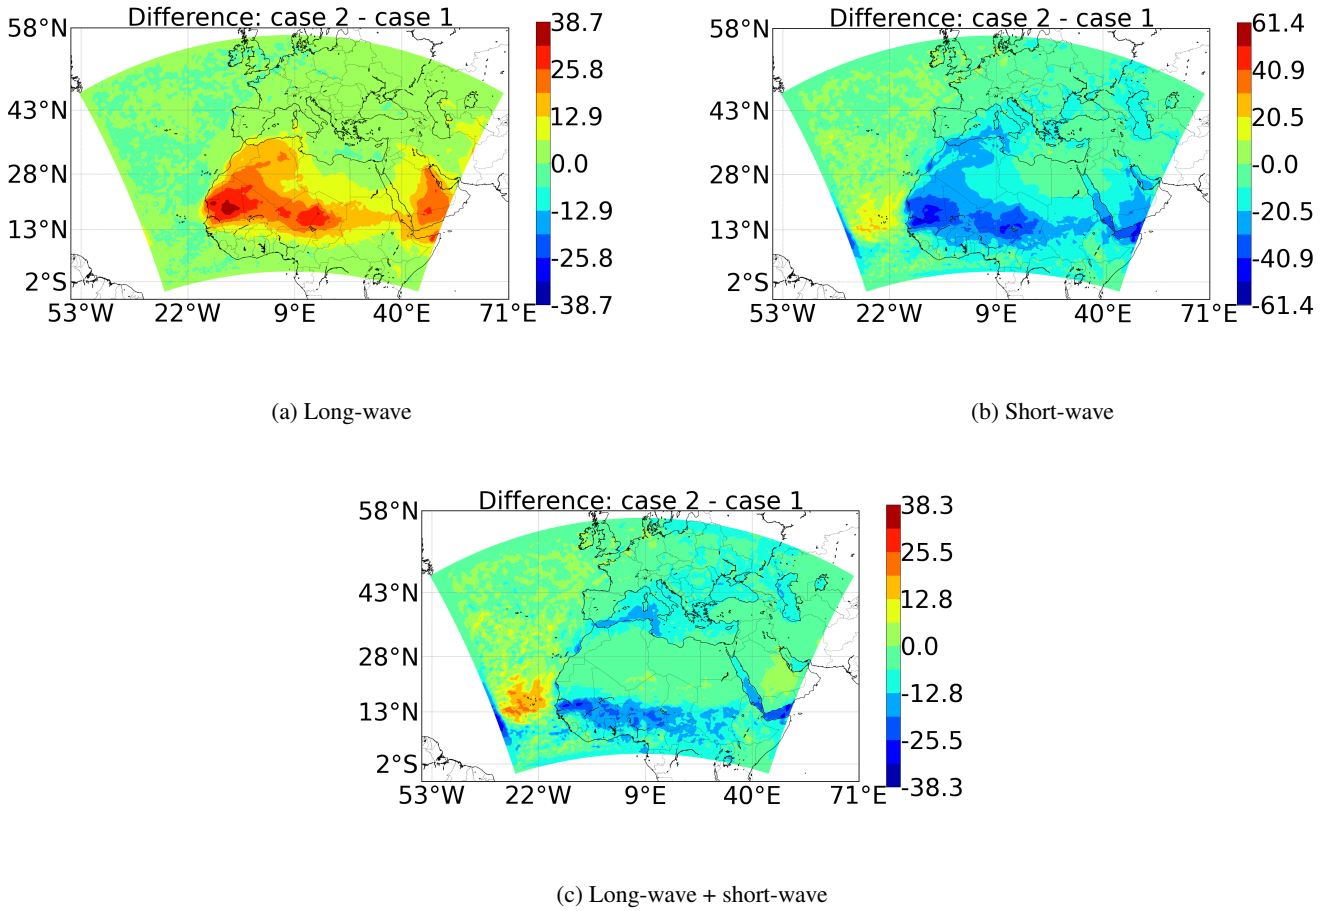 Difference: case 2 - case 1
58°N
43°N
28°N
13°N
2°S
53°W 22°W 9°E 40°E 71°E
38.7
25.8
12.9
0.0
-12.9
-25.8
-38.7
(a) Long-wave
Difference: case 2 - case 1
58°N
43°N
28°N
13°N
2°S
53°W 22°W 9°E 40°E 71°E
61.4
40.9
20.5
-0.0
-20.5
-40.9
-61.4
(b) Short-wave
Difference: case 2 - case 1
58°N
43°N
28°N
13°N
2°S
53°W 22°W 9°E 40°E 71°E
38.3
25.5
12.8
0.0
-12.8
-25.5
-38.3
(c) Long-wave + short-wave